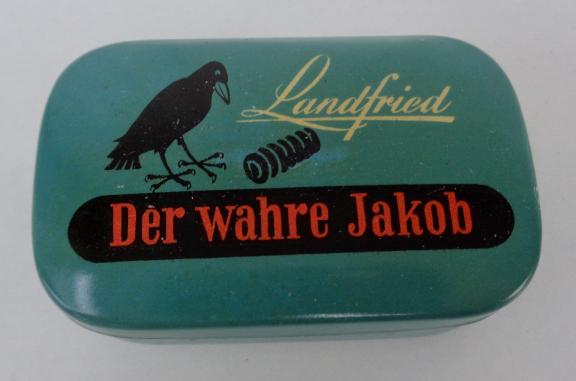 Landfried
Der wahre Jakob